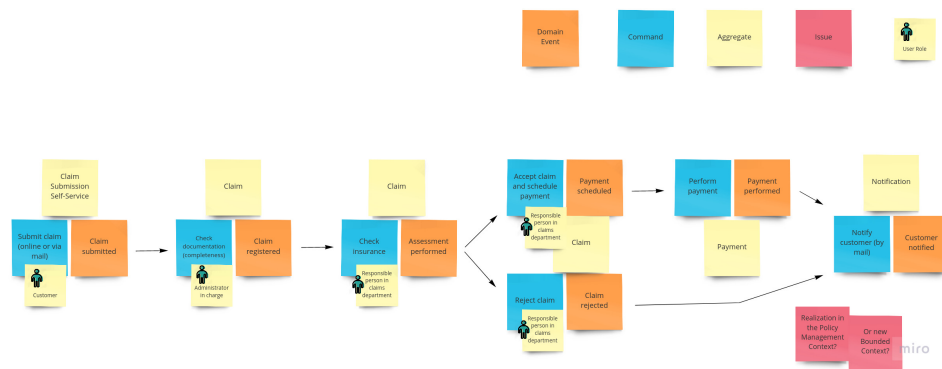 Domain
Event
Command
Aggregate
Issue
User Role
Claim
Submission
Self-Service
Submit claim
(online or via
mail)
Claim
submitted
Customer
Claim
Check
documentation
(completeness)
Claim
registered
Administrator
in charge
Claim
Check
insurance
Assessment
performed
Responsible
person in
claims
department
Accept claim
and schedule
payment
Payment
scheduled
Responsible
person in
claims
department
Claim
Reject claim
Claim
rejected
Responsible
person in
claims
department
Perform
payment
Payment
performed
Payment
Notification
Notify
customer (by
mail)
Customer
notified
Realization in
the Policy
Management
Context?
Or new
Bounded
Context?
miro